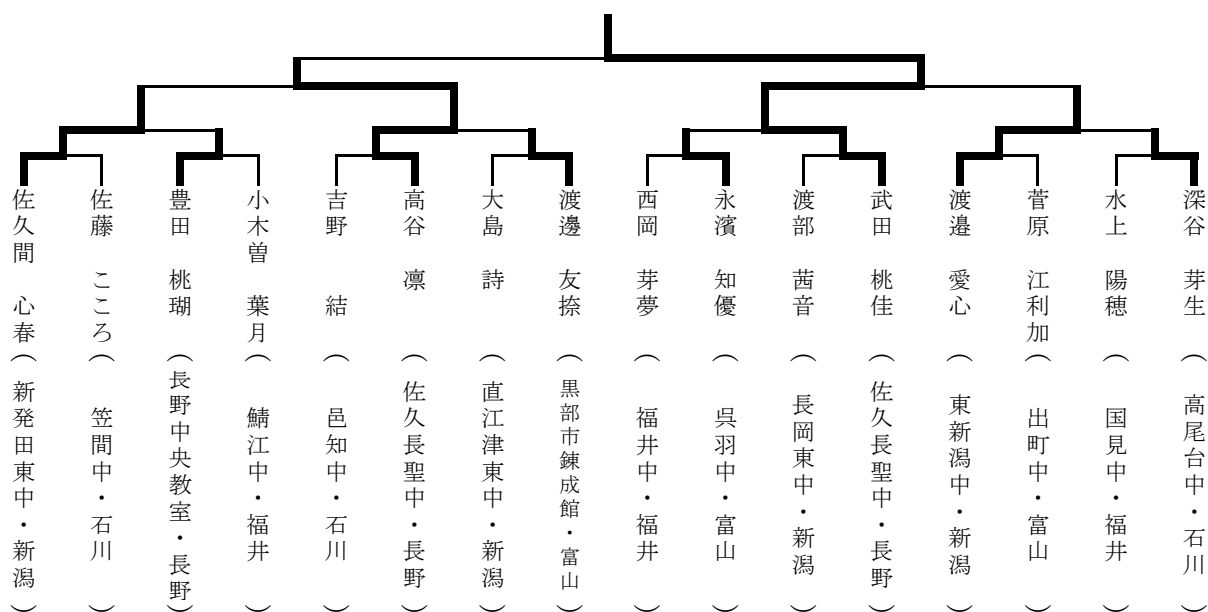 佐久間 心春(新発田東中・新潟)
佐藤 こころ(笠間中・石川)
豊田 桃瑚(長野中央教室・長野)
小木曽 葉月(鯖江中・福井)
吉野 結(邑知中・石川)
高谷 凛(佐久長聖中・長野)
大島 詩(直江津東中・新潟)
渡邊 友捺(黒部市錬成館・富山)
西岡 芽夢(福井中・福井)
永濱 知優(呉羽中・富山)
渡部 茜音(長岡東中・新潟)
武田 桃佳(佐久長聖中・長野)
渡邉 愛心(東新潟中・新潟)
菅原 江利加(出町中・富山)
水上 陽穂(国見中・福井)
深谷 芽生(高尾台中・石川)